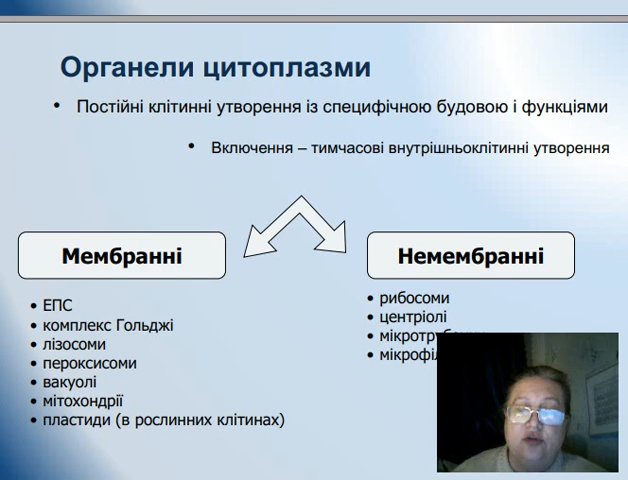 Органели цитоплазми
• Постійні клітинні утворення із специфічною будовою і функціями
• Включення – тимчасові внутрішньоклітинні утворення
Мембранні
• ЕПС
• комплекс Гольджі
• лізосоми
• пероксисоми
• вакуолі
• мітохондрії
• пластиди (в рослинних клітинах)
Немембранні
• рибосоми
• центріолі